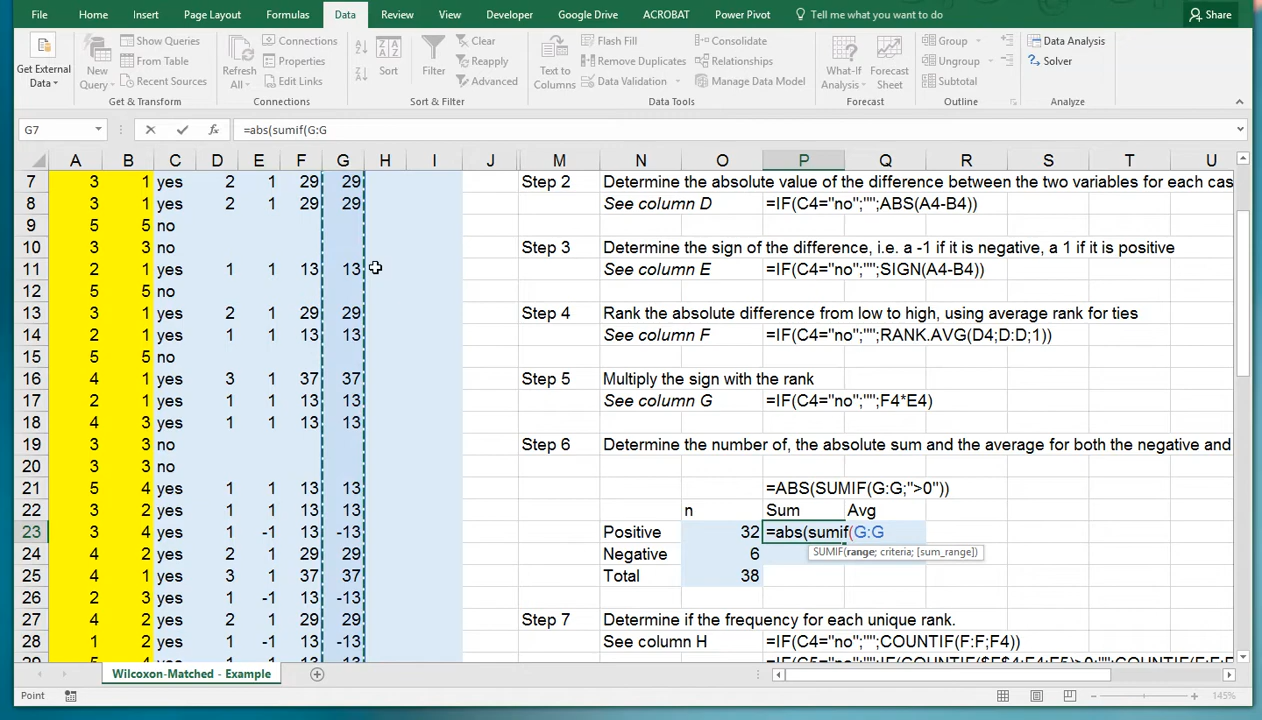 File Home Insert Page Layout Formulas Data Review View Developer Google Drive ACROBAT Power Pivot Tell me what you want to do Share
Get External Data
New Query
Show Queries
From Table
Recent Sources
Get & Transform
Refresh All
Connections
Properties
Edit Links
Connections
Sort
Filter
Clear
Reapply
Advanced
Sort & Filter
Text to Columns
Flash Fill
Remove Duplicates
Data Validation
Consolidate
Relationships
Manage Data Model
Data Tools
What-If Analysis
Forecast Sheet
Forecast
Group
Ungroup
Subtotal
Outline
Data Analysis
Solver
Analyze
G7 fx =abs(sumif(G:G
A B C D E F G H I J M N O P Q R S T U
7 3 1 yes 2 1 29 29 Step 2 Determine the absolute value of the difference between the two variables for each cas
8 3 1 yes 2 1 29 29 See column D =IF(C4="no";"";ABS(A4-B4))
9 5 5 no
10 3 3 no Step 3 Determine the sign of the difference, i.e. a -1 if it is negative, a 1 if it is positive
11 2 1 yes 1 1 13 13 See column E =IF(C4="no";"";SIGN(A4-B4))
12 5 5 no
13 3 1 yes 2 1 29 29 Step 4 Rank the absolute difference from low to high, using average rank for ties
14 2 1 yes 1 1 13 13 See column F =IF(C4="no";"";RANK.AVG(D4;D:D;1))
15 5 5 no
16 4 1 yes 3 1 37 37 Step 5 Multiply the sign with the rank
17 2 1 yes 1 1 13 13 See column G =IF(C4="no";"";F4*E4)
18 4 3 yes 1 1 13 13
19 3 3 no Step 6 Determine the number of, the absolute sum and the average for both the negative and
20 3 3 no
21 5 4 yes 1 1 13 13 =ABS(SUMIF(G:G;">0"))
22 3 2 yes 1 1 13 13 n Sum Avg
23 3 4 yes 1 -1 13 -13 Positive 32 =abs(sumif(G:G
24 4 2 yes 2 1 29 29 Negative 6 SUMIF(range; criteria; [sum_range])
25 4 1 yes 3 1 37 37 Total 38
26 2 3 yes 1 -1 13 -13
27 4 2 yes 2 1 29 29 Step 7 Determine if the frequency for each unique rank.
28 1 2 yes 1 -1 13 -13 See column H =IF(C4="no";"";COUNTIF(F:F;F4))
Wilcoxon-Matched - Example
Point 145%